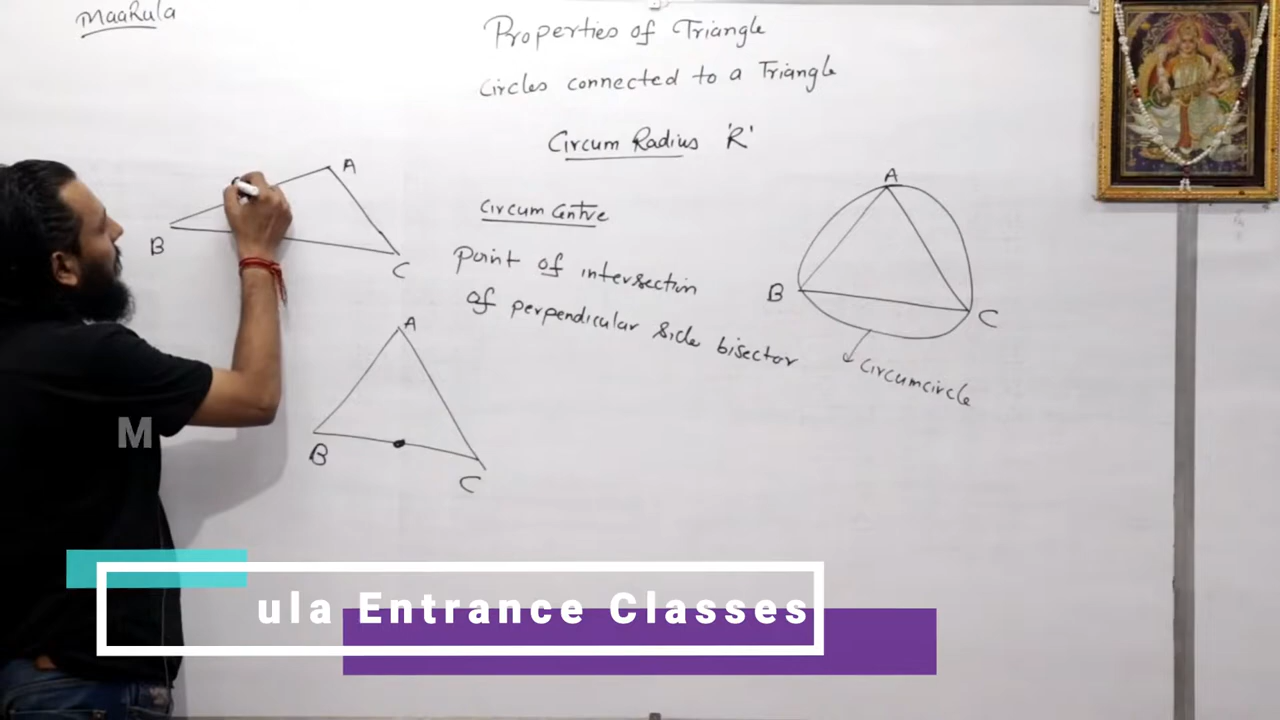 MaaRula
Properties of Triangle
Circles connected to a Triangle
Circum Radius 'R'
Circum Centre
Point of intersection
of perpendicular side bisector
A
B
C
A
B
C
A
B
C
circumcircle
M
ula Entrance Classes